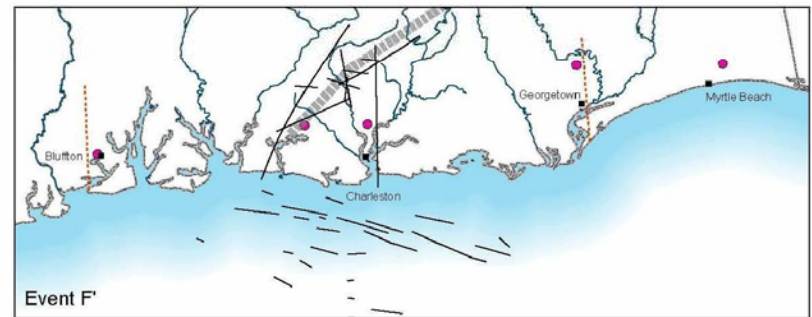 Georgetown
Myrtle Beach
Bluffton
Charleston
Event F'